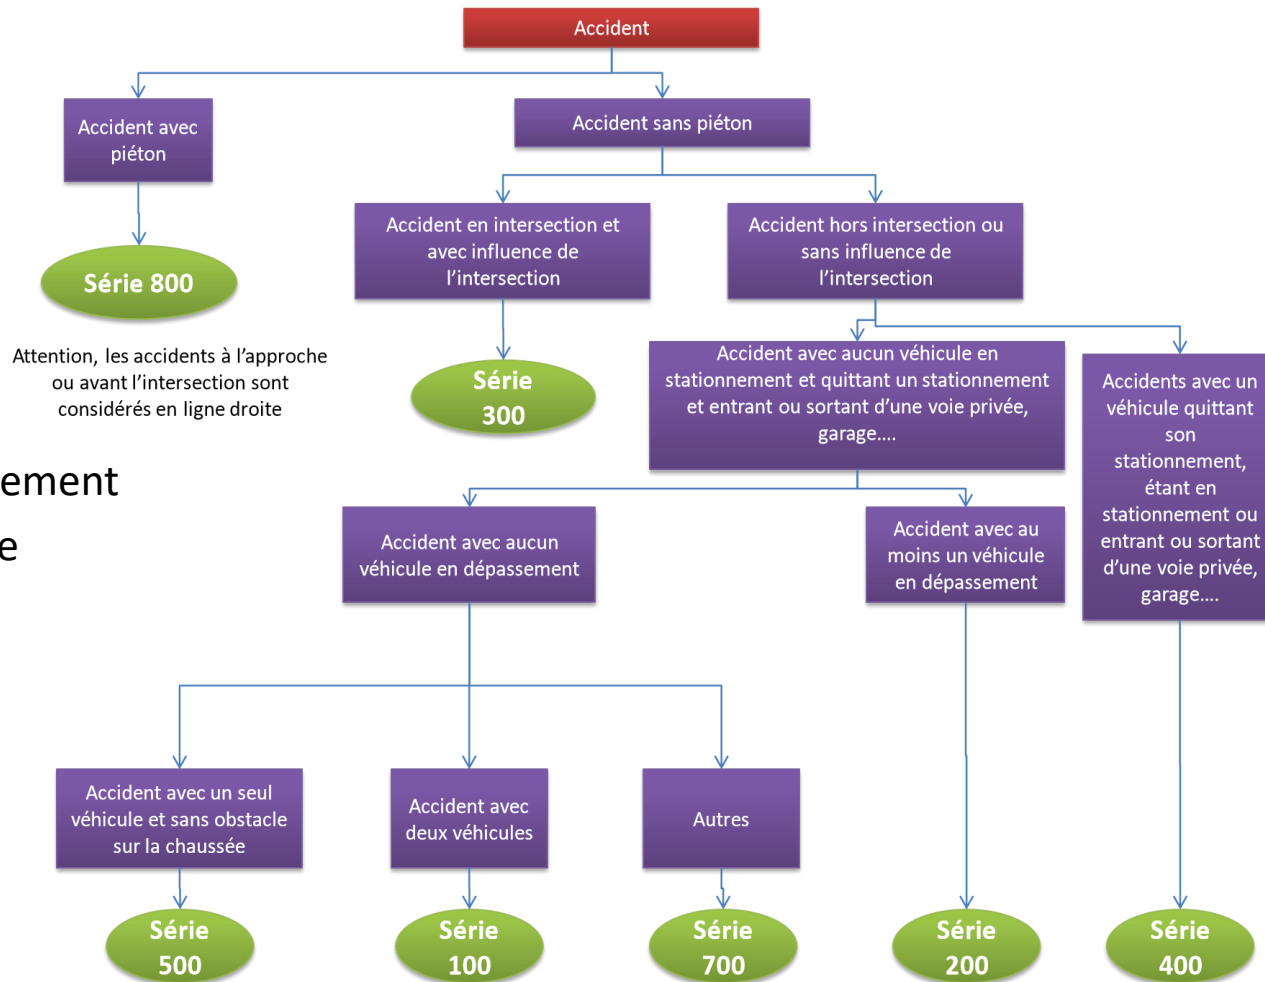 Accident
Accident avec
piéton
Accident sans piéton
Série 800
Accident en intersection et
avec influence de
l'intersection
Accident hors intersection ou
sans influence de
l'intersection
Attention, les accidents à l'approche
ou avant l'intersection sont
considérés en ligne droite
Série
300
Accident avec aucun véhicule en
stationnement et quittant un stationnement
et entrant ou sortant d'une voie privée,
garage....
Accidents avec un
véhicule quittant
son
stationnement,
étant en
stationnement ou
entrant ou sortant
d'une voie privée,
garage....
ement
e
Accident avec aucun
véhicule en dépassement
Accident avec au
moins un véhicule
en dépassement
Accident avec un seul
véhicule et sans obstacle
sur la chaussée
Accident avec
deux véhicules
Autres
Série
500
Série
100
Série
700
Série
200
Série
400